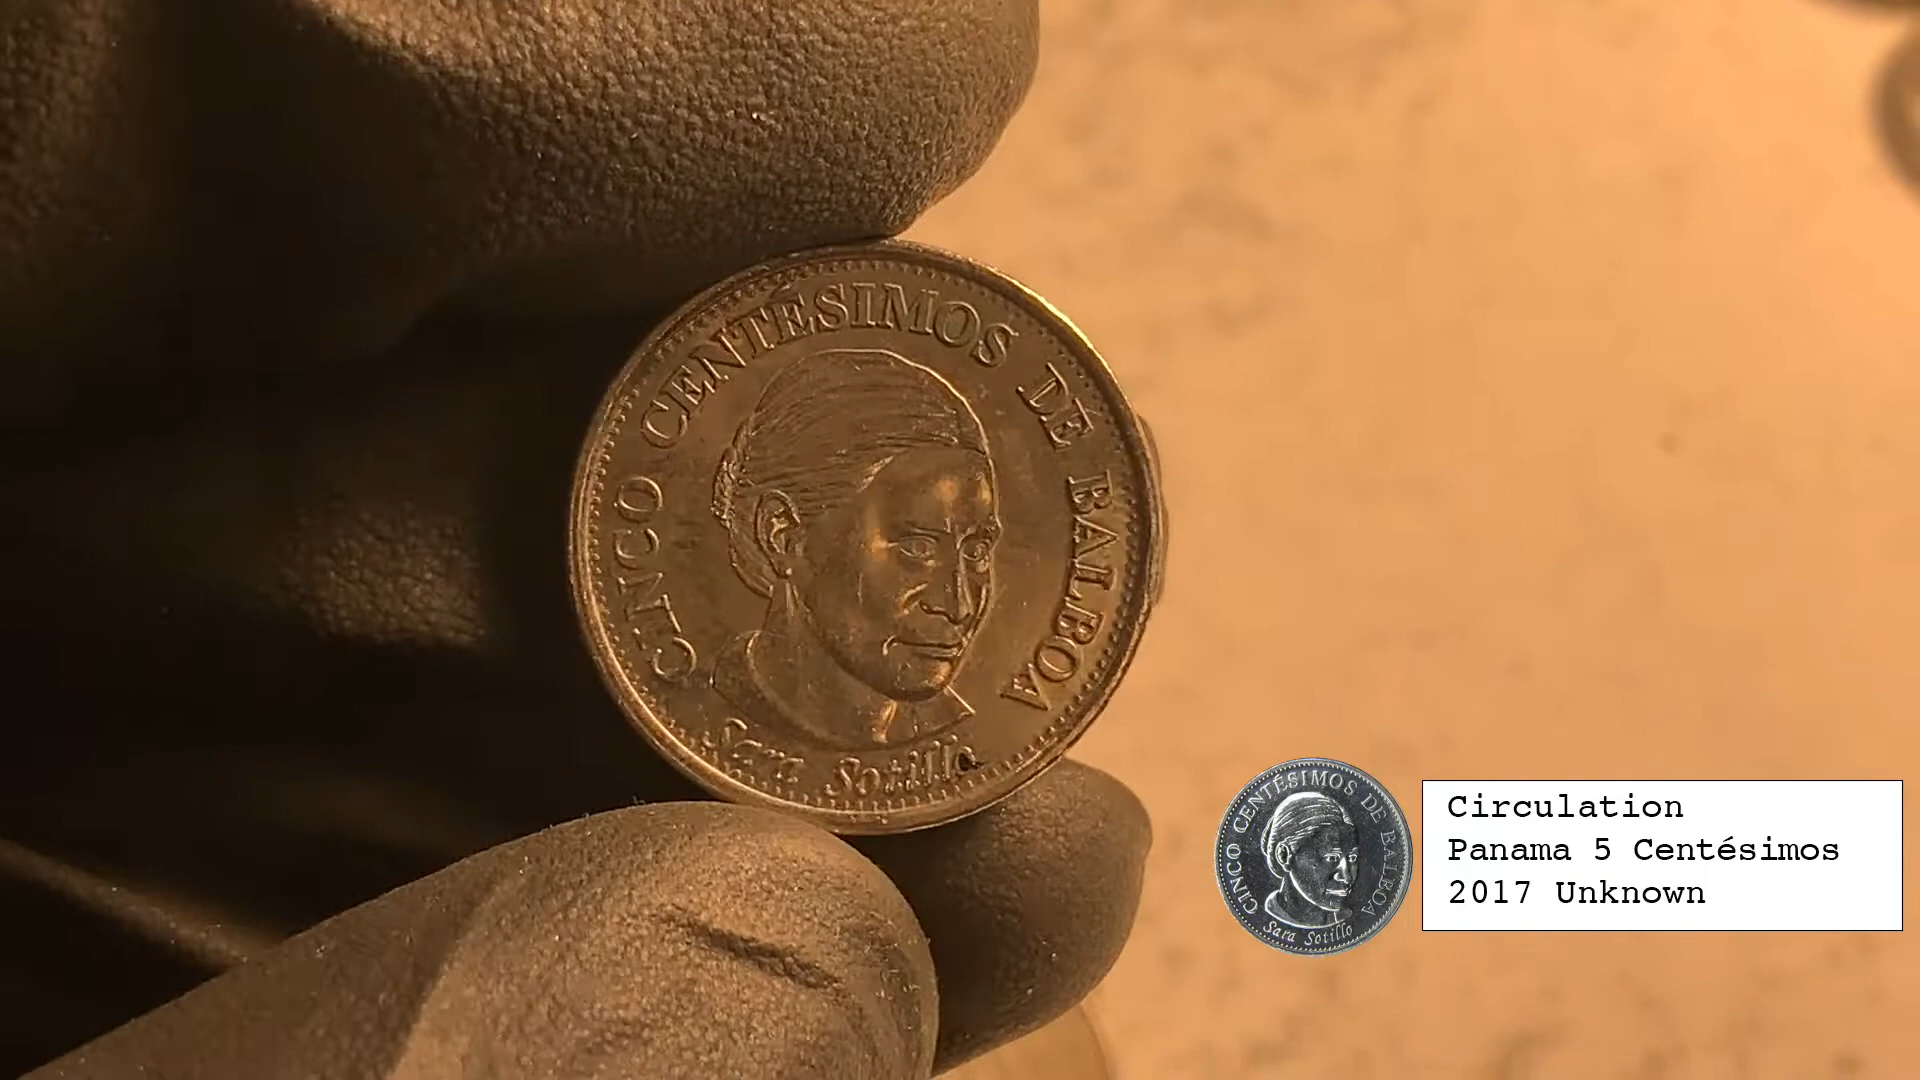 CINCO CENTÉSIMOS DE BALBOA
Sara Sotillo
CINCO CENTÉSIMOS DE BALBOA
Sara Sotillo
Circulation
Panama 5 Centésimos
2017 Unknown